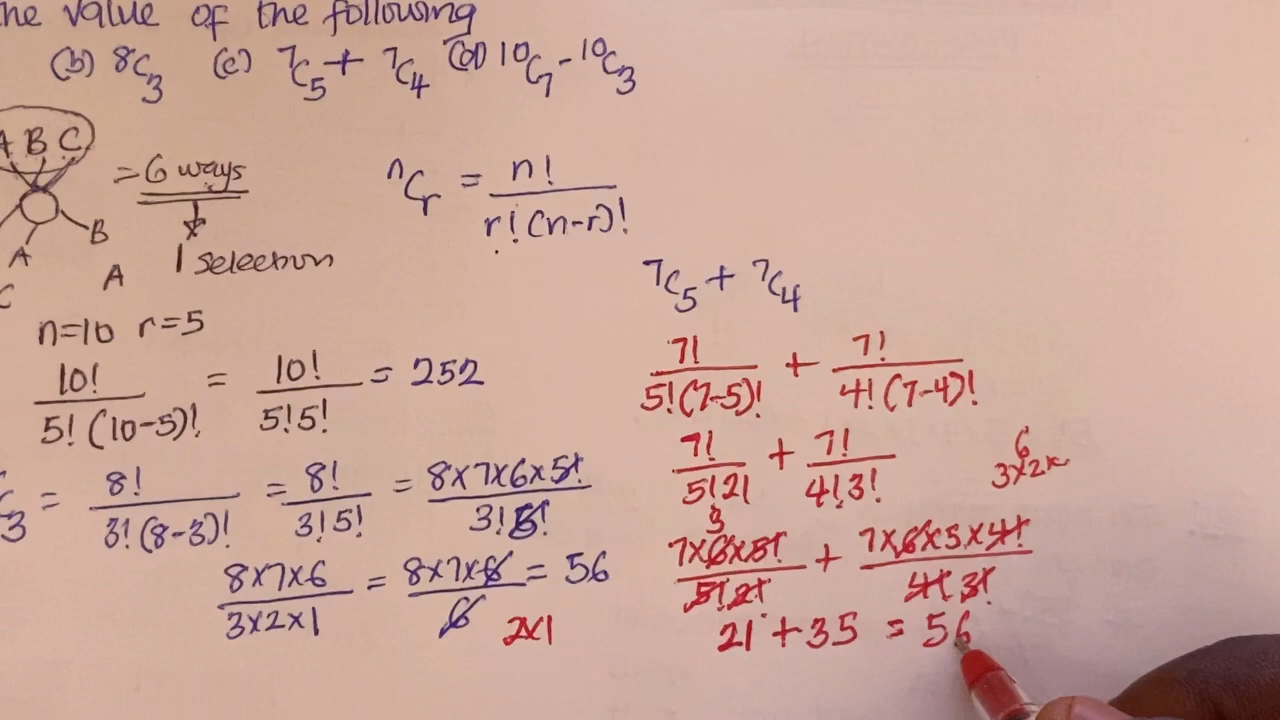 the value of the following
(b) ⁸C₃ (c) ⁷C₅ + ⁷C₄ (d) ¹⁰C₇ - ¹⁰C₃
A B C
= 6 ways
B
A
A
C
1 selection
ⁿCᵣ = n! / r!(n-r)!
n=10 r=5
10! / 5!(10-5)! = 10! / 5!5! = 252
C₃ = 8! / 3!(8-3)! = 8! / 3!5! = 8x7x6x5! / 3!5!
8x7x6 / 3x2x1 = 8x7x6 / 6 = 56
2x1
⁷C₅ + ⁷C₄
7! / 5!(7-5)! + 7! / 4!(7-4)!
7! / 5!2! + 7! / 4!3!
6
3x2x
3
7x6x5! / 5!2! + 7x6x5x4! / 4!3!
21 + 35 = 56